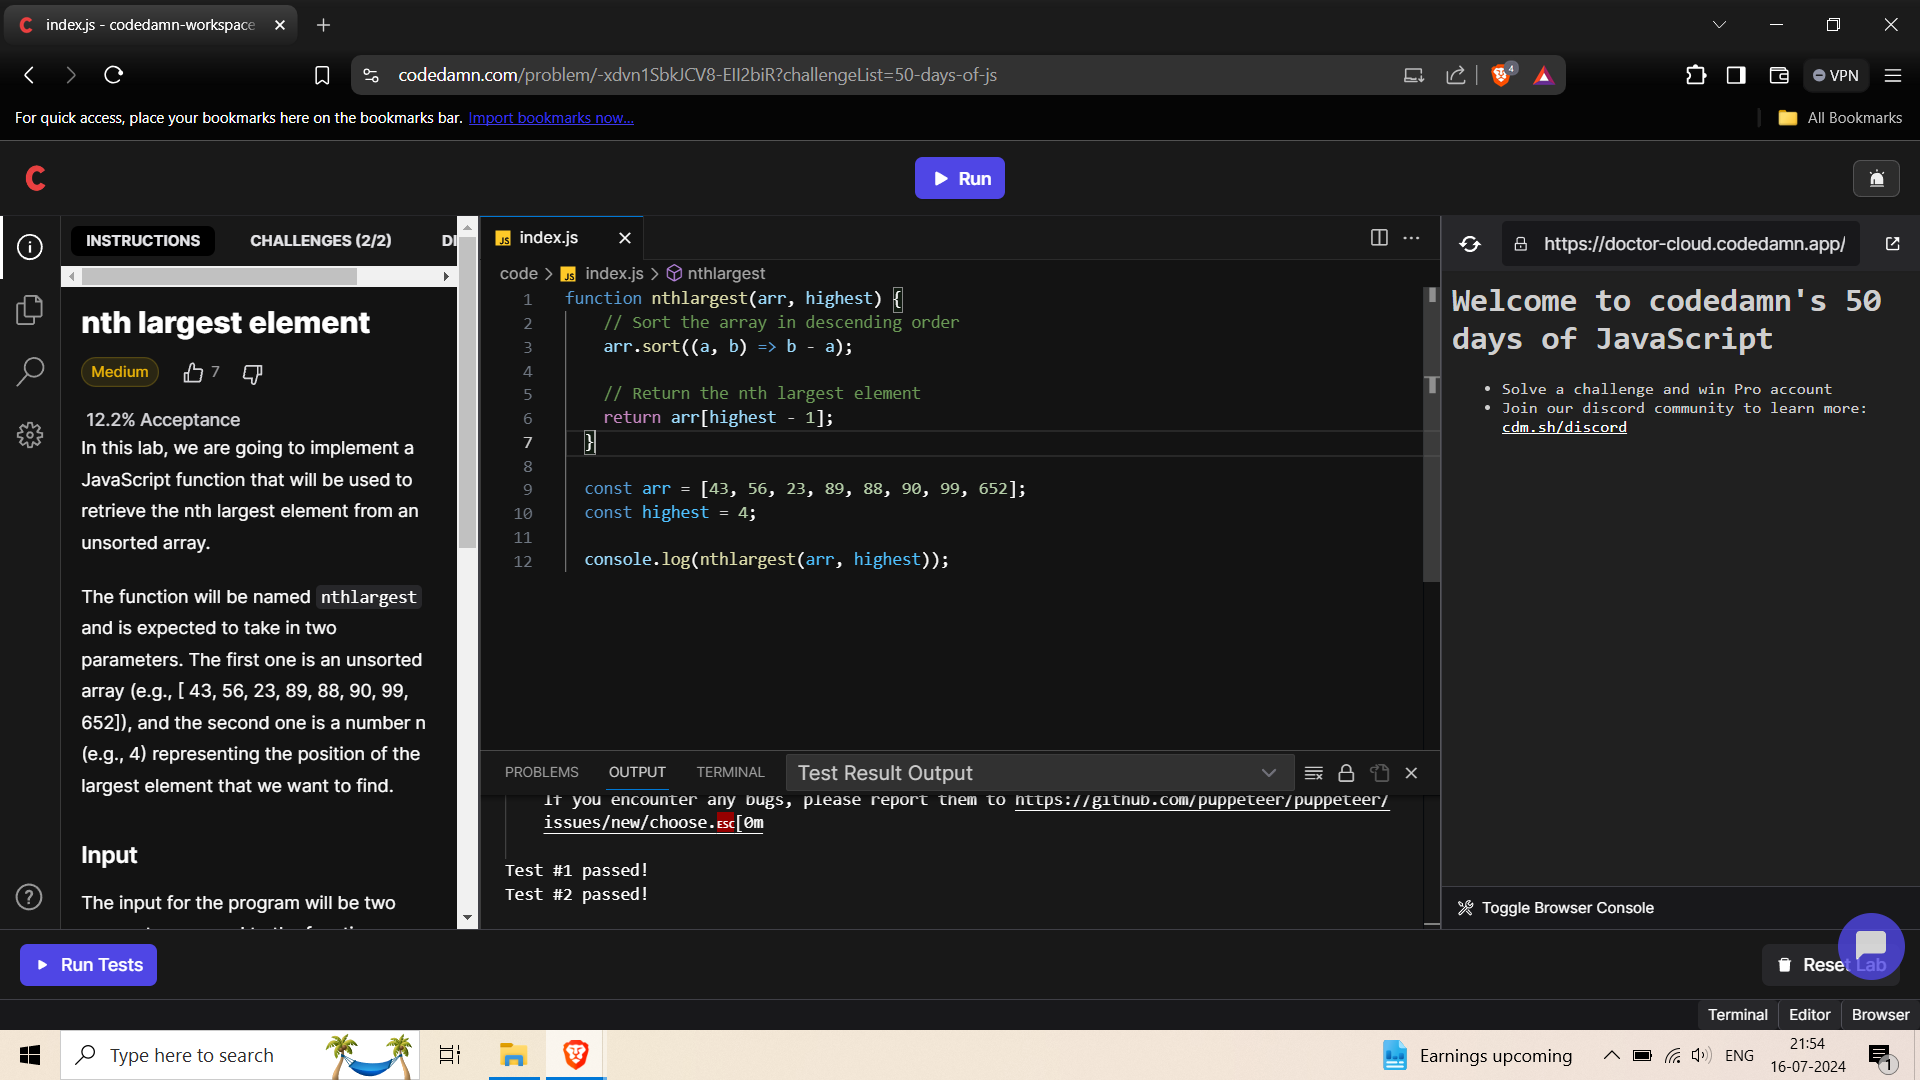 index.js - codedamn-workspace
codedamn.com/problem/-xdvn1SbkJCV8-EII2biR?challengeList=50-days-of-js
4
VPN
For quick access, place your bookmarks here on the bookmarks bar. Import bookmarks now...
All Bookmarks
Run
INSTRUCTIONS
CHALLENGES (2/2)
DI
nth largest element
Medium
7
12.2% Acceptance
In this lab, we are going to implement a
JavaScript function that will be used to
retrieve the nth largest element from an
unsorted array.
The function will be named nthlargest
and is expected to take in two
parameters. The first one is an unsorted
array (e.g., [ 43, 56, 23, 89, 88, 90, 99,
652]), and the second one is a number n
(e.g., 4) representing the position of the
largest element that we want to find.
Input
The input for the program will be two
Run Tests
JS index.js
code > JS index.js > nthlargest
1 function nthlargest(arr, highest) {
2 // Sort the array in descending order
3 arr.sort((a, b) => b - a);
4
5 // Return the nth largest element
6 return arr[highest - 1];
7 }
8
9 const arr = [43, 56, 23, 89, 88, 90, 99, 652];
10 const highest = 4;
11
12 console.log(nthlargest(arr, highest));
PROBLEMS
OUTPUT
TERMINAL
Test Result Output
If you encounter any bugs, please report them to https://github.com/puppeteer/puppeteer/
issues/new/choose.ESC[0m
Test #1 passed!
Test #2 passed!
https://doctor-cloud.codedamn.app/
Welcome to codedamn's 50
days of JavaScript
• Solve a challenge and win Pro account
• Join our discord community to learn more:
cdm.sh/discord
Toggle Browser Console
Reset Lab
Terminal
Editor
Browser
Type here to search
Earnings upcoming
ENG
21:54
16-07-2024
1